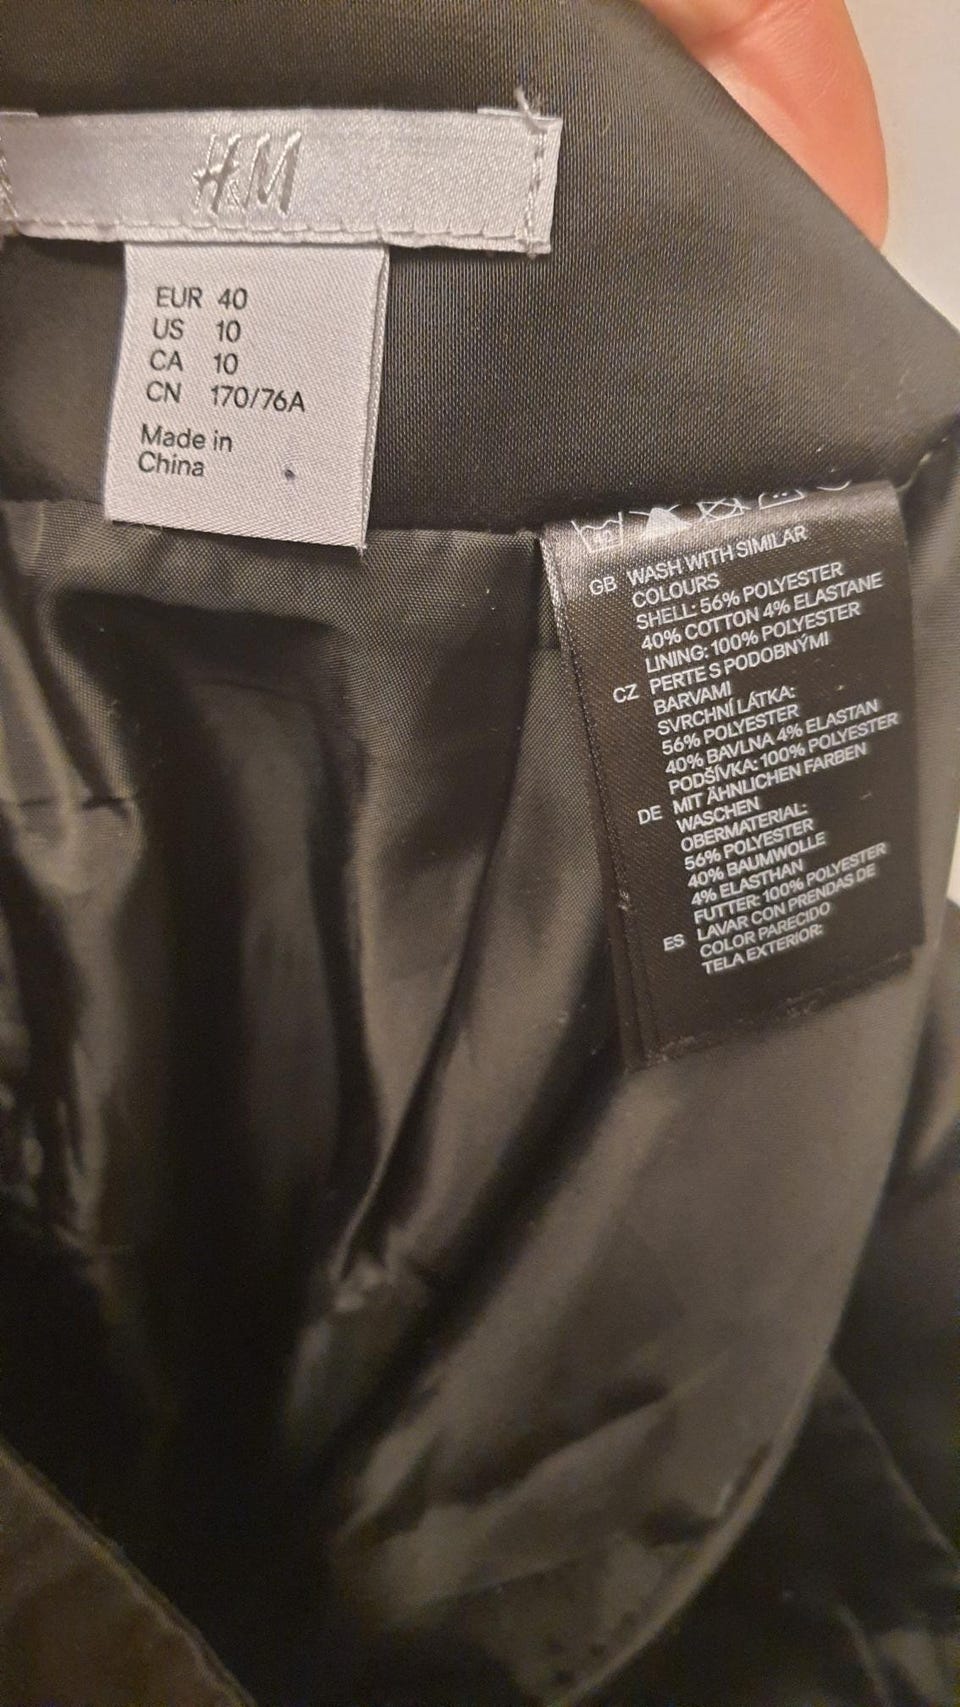 H&M
EUR 40
US 10
CA 10
CN 170/76A
Made in
China
40
GB WASH WITH SIMILAR
COLOURS
SHELL: 56% POLYESTER
40% COTTON 4% ELASTANE
LINING: 100% POLYESTER
CZ PERTE S PODOBNÝMI
BARVAMI
SVRCHNÍ LÁTKA:
56% POLYESTER
40% BAVLNA 4% ELASTAN
PODŠÍVKA: 100% POLYESTER
DE MIT ÄHNLICHEN FARBEN
WASCHEN
OBERMATERIAL:
56% POLYESTER
40% BAUMWOLLE
4% ELASTHAN
FUTTER: 100% POLYESTER
ES LAVAR CON PRENDAS DE
COLOR PARECIDO
TELA EXTERIOR: